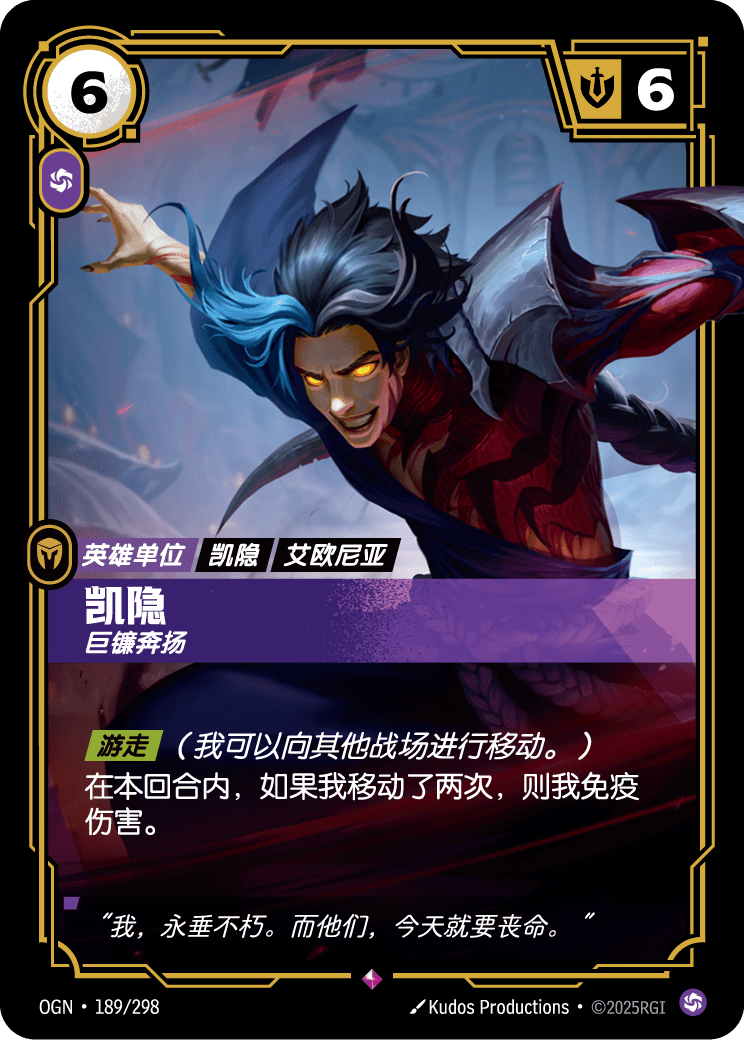 6
6
英雄单位 凯隐 艾欧尼亚
凯隐
巨镰奔扬
游走 (我可以向其他战场进行移动。)
在本回合内，如果我移动了两次，则我免疫
伤害。
“我，永垂不朽。而他们，今天就要丧命。”
OGN • 189/298 Kudos Productions • ©2025RGI